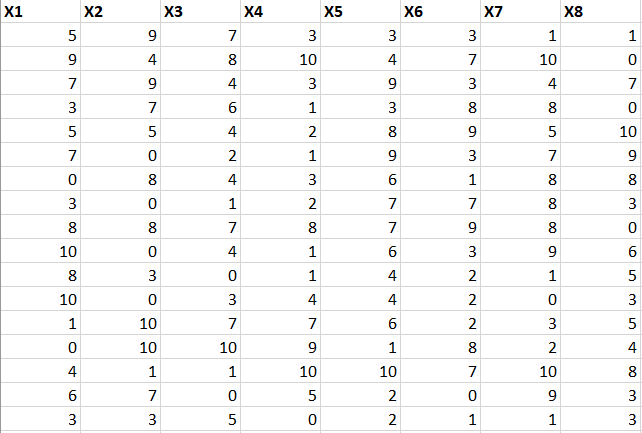 X1 X2 X3 X4 X5 X6 X7 X8
5 9 7 3 3 3 1 1
9 4 8 10 4 7 10 0
7 9 4 3 9 3 4 7
3 7 6 1 3 8 8 0
5 5 4 2 8 9 5 10
7 0 2 1 9 3 7 9
0 8 4 3 6 1 8 8
3 0 1 2 7 7 8 3
8 8 7 8 7 9 8 0
10 0 4 1 6 3 9 6
8 3 0 1 4 2 1 5
10 0 3 4 4 2 0 3
1 10 7 7 6 2 3 5
0 10 10 9 1 8 2 4
4 1 1 10 10 7 10 8
6 7 0 5 2 0 9 3
3 3 5 0 2 1 1 3